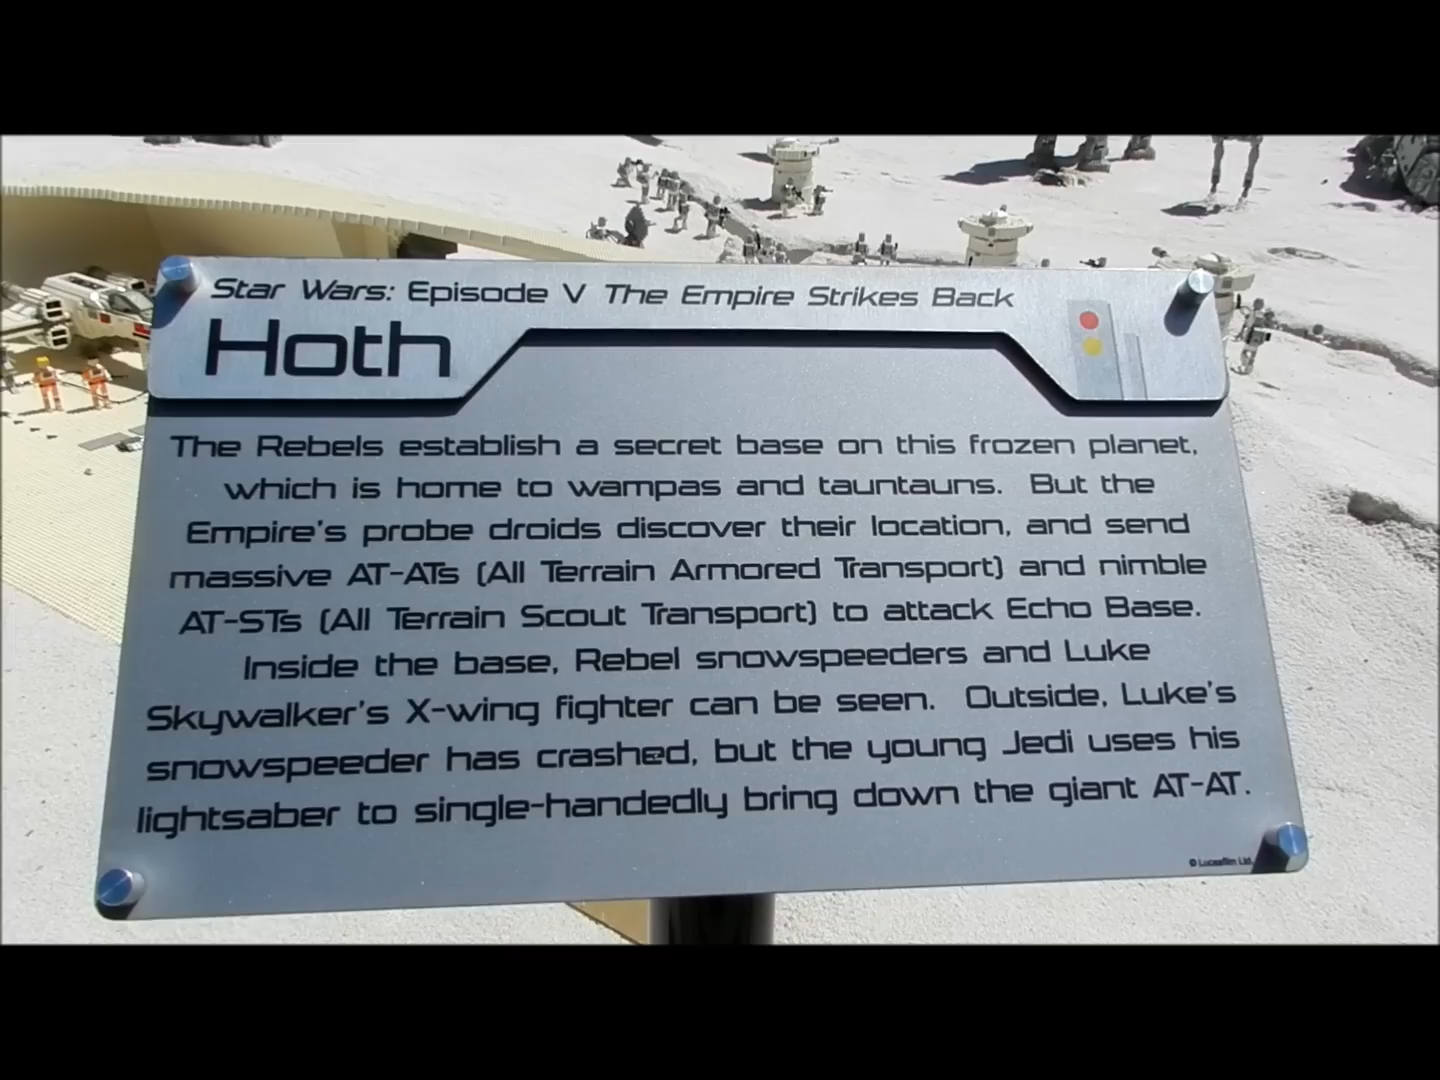 Star Wars: Episode V The Empire Strikes Back
Hoth
The Rebels establish a secret base on this frozen planet,
which is home to wampas and tauntauns. But the
Empire's probe droids discover their location, and send
massive AT-ATs (All Terrain Armored Transport) and nimble
AT-STs (All Terrain Scout Transport) to attack Echo Base.
Inside the base, Rebel snowspeeders and Luke
Skywalker's X-wing fighter can be seen. Outside, Luke's
snowspeeder has crashed, but the young Jedi uses his
lightsaber to single-handedly bring down the giant AT-AT.
© Lucasfilm Ltd.